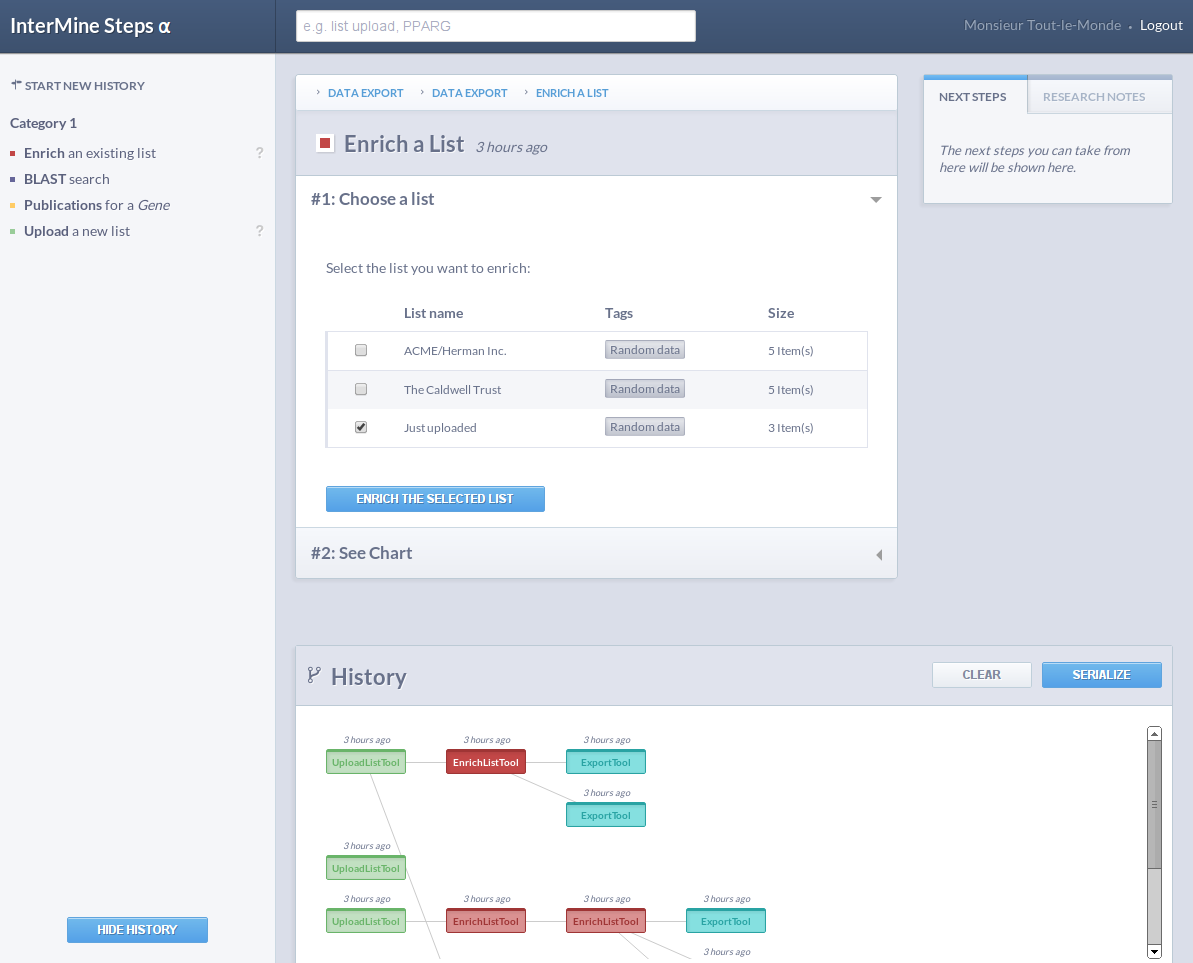 InterMine Steps α
e.g. list upload, PPARG
Monsieur Tout-le-Monde . Logout
START NEW HISTORY
Category 1
Enrich an existing list ?
BLAST search
Publications for a Gene
Upload a new list ?
HIDE HISTORY
› DATA EXPORT › DATA EXPORT › ENRICH A LIST
Enrich a List 3 hours ago
#1: Choose a list
Select the list you want to enrich:
List name Tags Size
ACME/Herman Inc. Random data 5 Item(s)
The Caldwell Trust Random data 5 Item(s)
Just uploaded Random data 3 Item(s)
ENRICH THE SELECTED LIST
#2: See Chart
NEXT STEPS RESEARCH NOTES
The next steps you can take from
here will be shown here.
History
CLEAR SERIALIZE
3 hours ago 3 hours ago 3 hours ago
UploadListTool EnrichListTool ExportTool
3 hours ago
ExportTool
3 hours ago
UploadListTool
3 hours ago 3 hours ago 3 hours ago 3 hours ago
UploadListTool EnrichListTool EnrichListTool ExportTool
3 hours ago